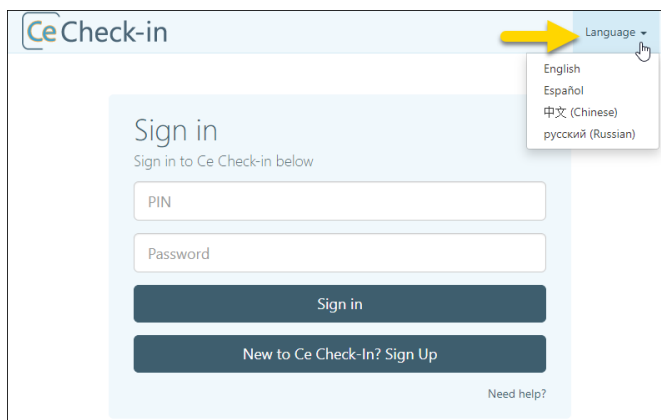 Ce Check-in
Language
English
Español
中文 (Chinese)
русский (Russian)
Sign in
Sign in to Ce Check-in below
PIN
Password
Sign in
New to Ce Check-In? Sign Up
Need help?